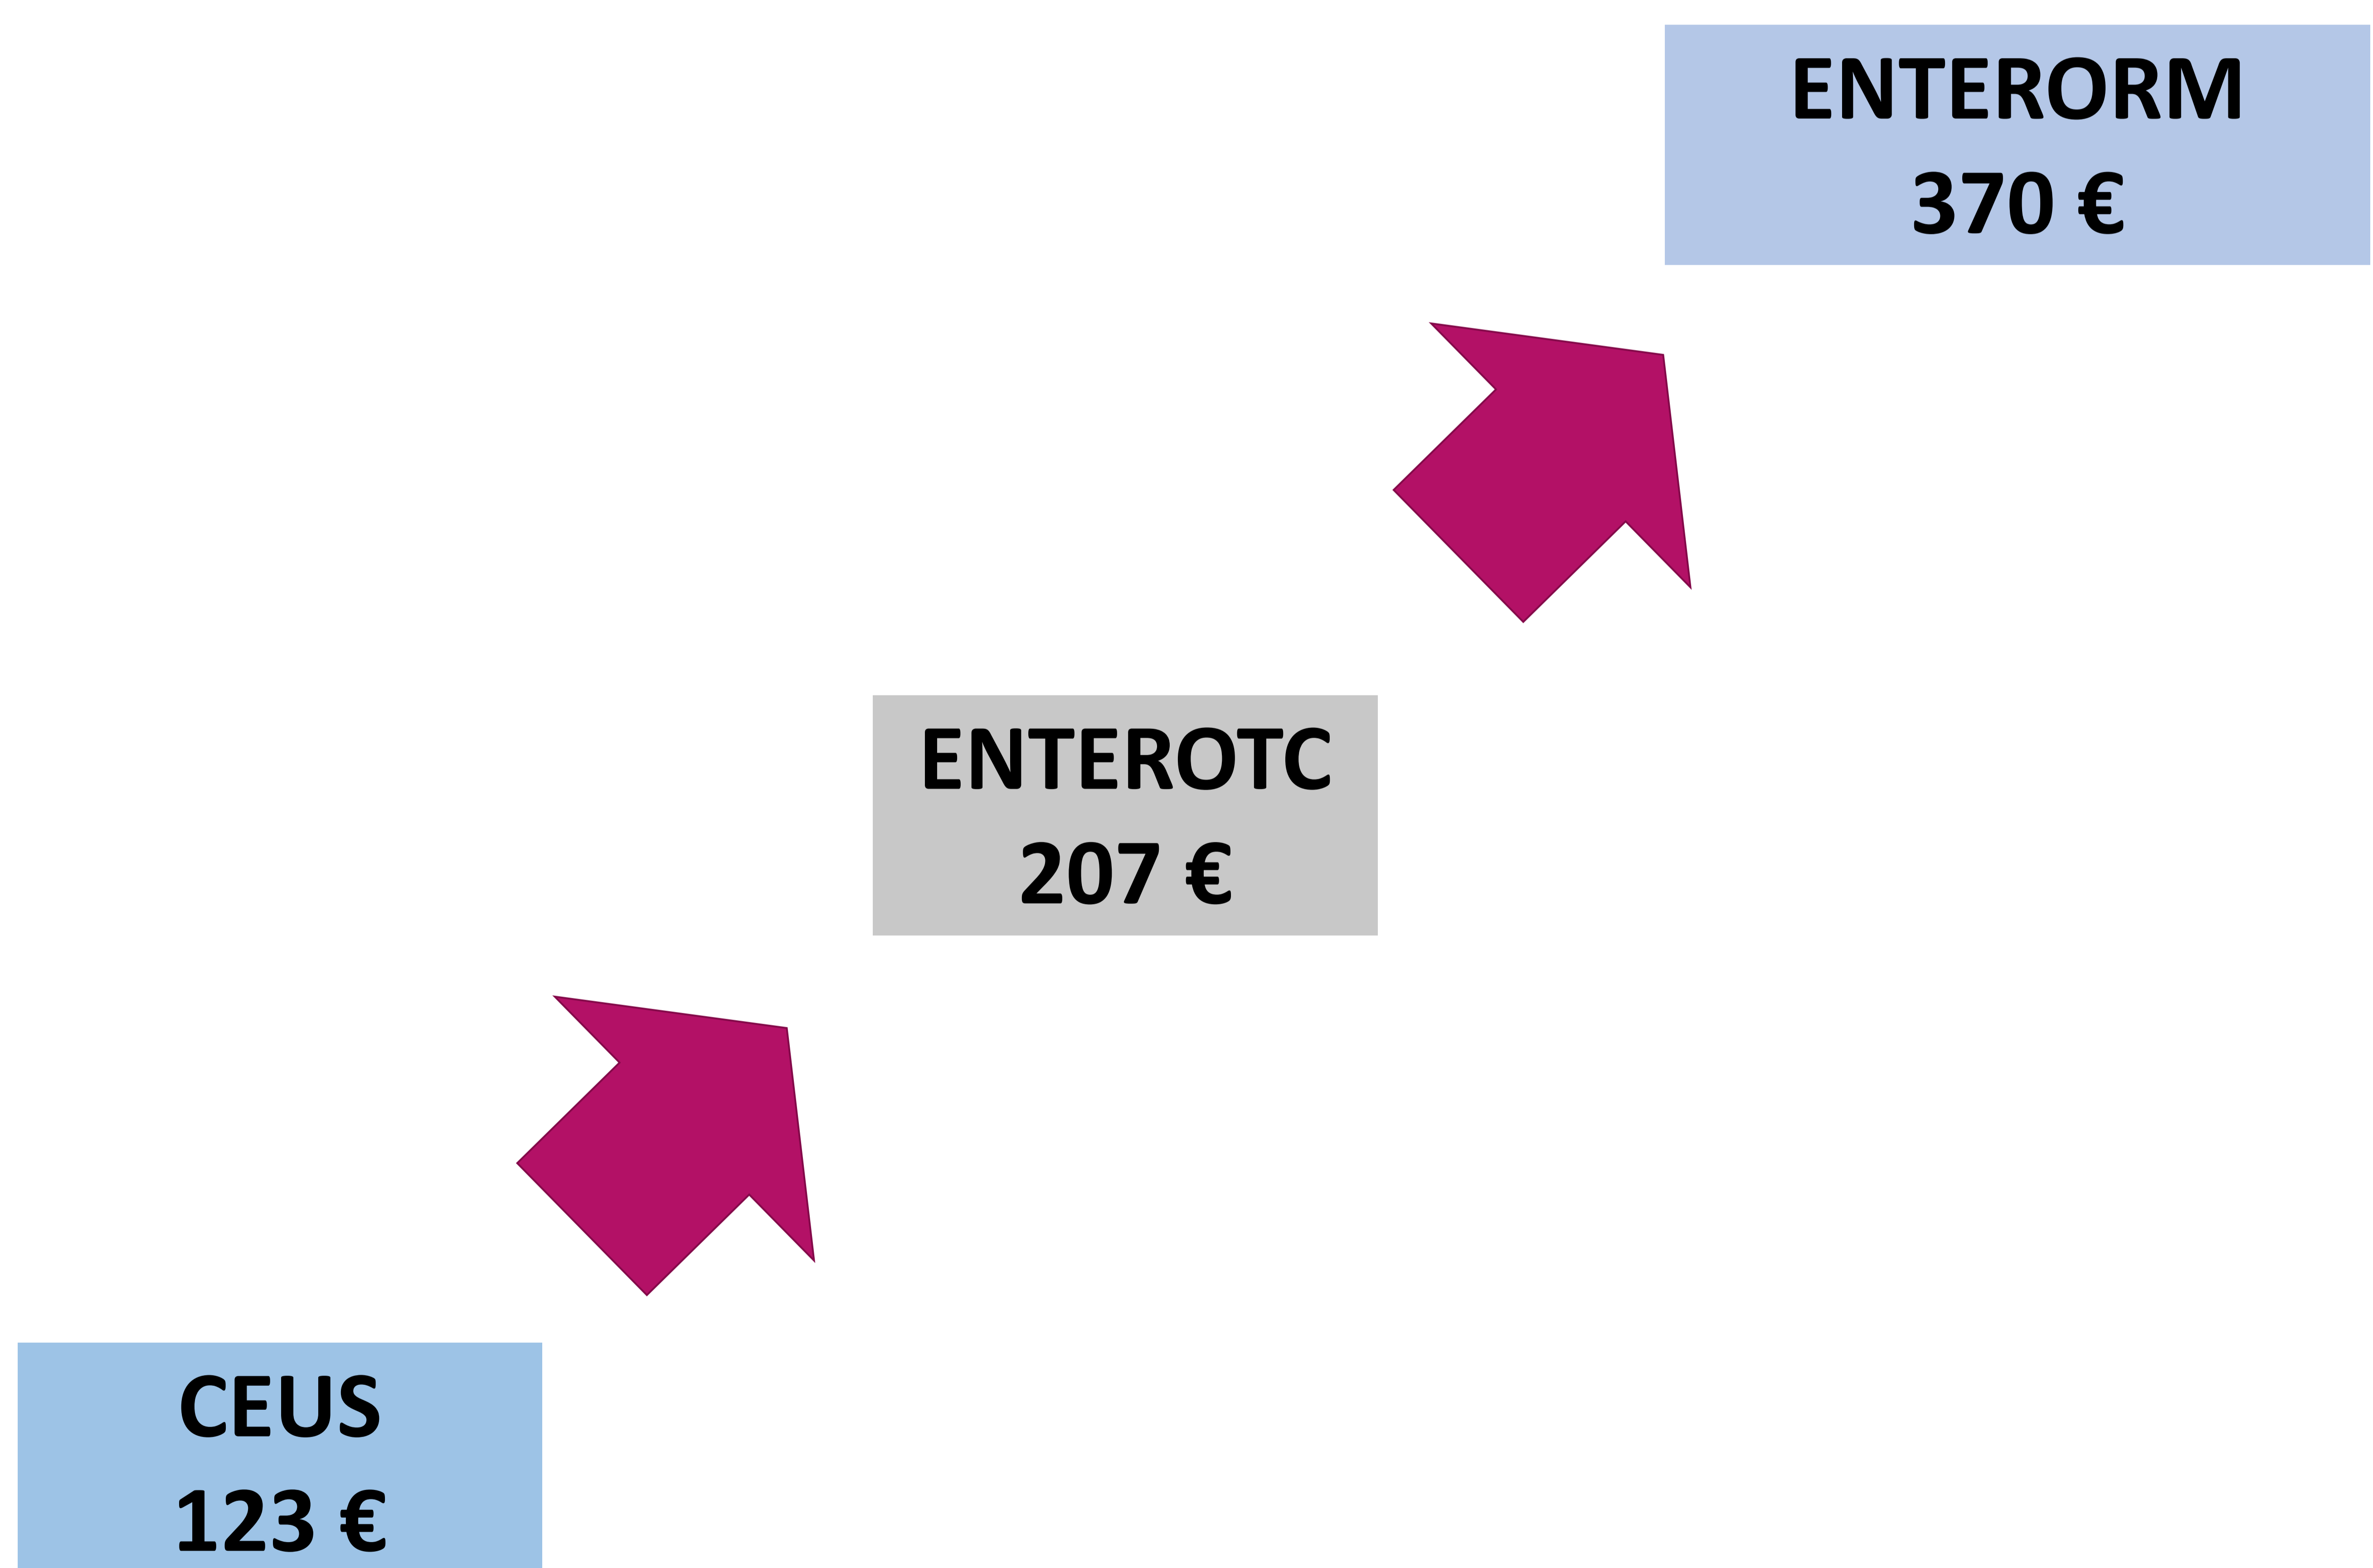 ENTERORM
370 €
ENTEROTC
207 €
CEUS
123 €